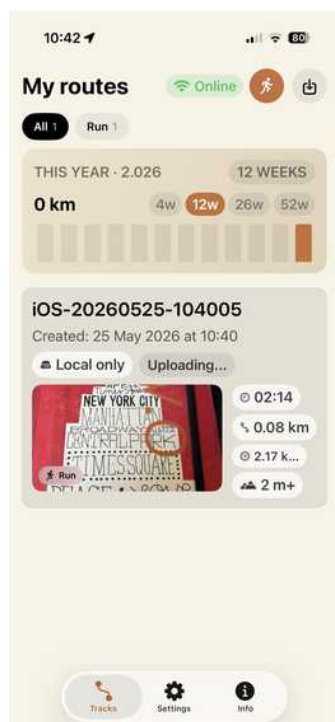 10:42
80
My routes
Online
All 1
Run 1
THIS YEAR · 2.026
12 WEEKS
0 km
4w
12w
26w
52w
iOS-20260525-104005
Created: 25 May 2026 at 10:40
Local only
Uploading...
NEW YORK CITY
MANHATTAN
BROADWAY
CENTRAL PARK
TIMES SQUARE
Run
02:14
0.08 km
2.17 k...
2 m+
Tracks
Settings
Info